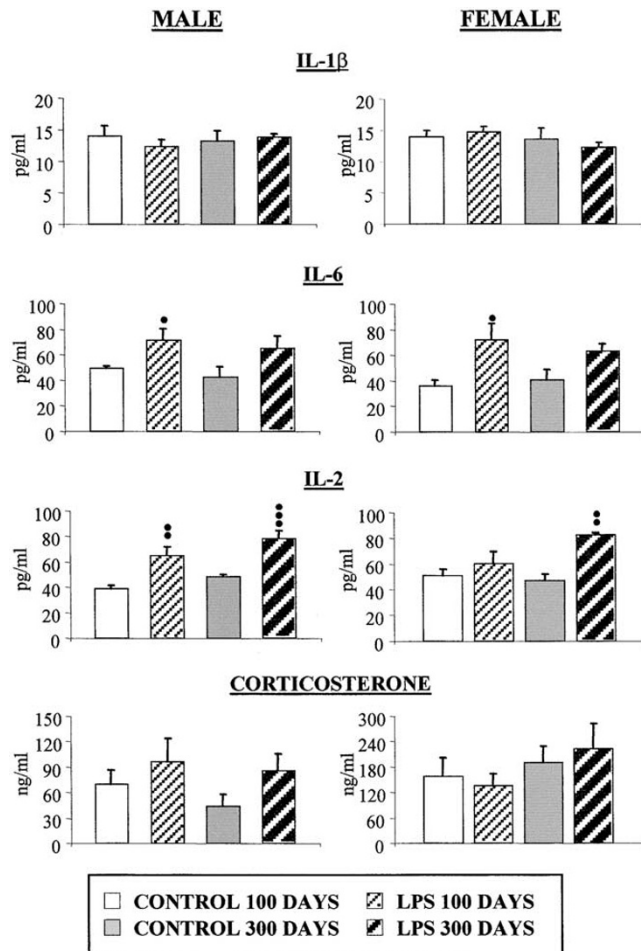 MALE FEMALE
IL-1β
20 20
15 15
10 10
5 5
0 0
pg/ml pg/ml
IL-6
100 100
80 80
60 60
40 40
20 20
0 0
pg/ml pg/ml
IL-2
100 100
80 80
60 60
40 40
20 20
0 0
pg/ml pg/ml
CORTICOSTERONE
150 300
120 240
90 180
60 120
30 60
0 0
ng/ml ng/ml
CONTROL 100 DAYS LPS 100 DAYS
CONTROL 300 DAYS LPS 300 DAYS